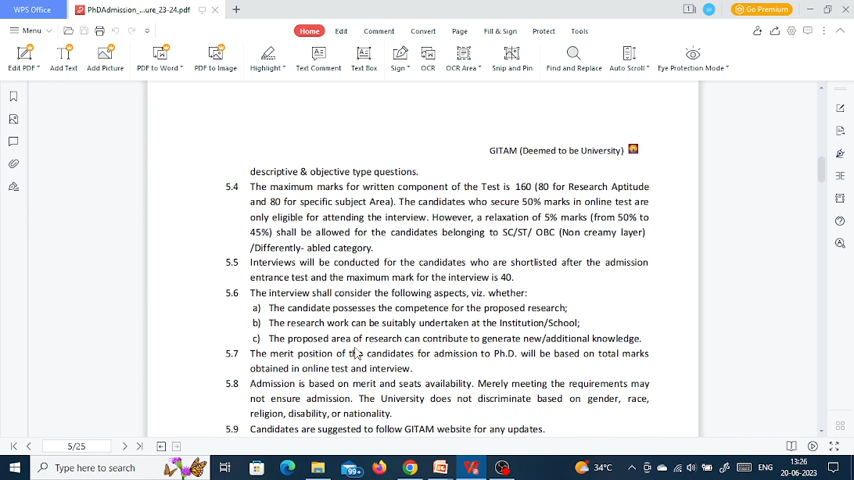 WPS Office
PhDAdmission_...ure_23-24.pdf
Go Premium
Menu
Home
Edit
Comment
Convert
Page
Fill & Sign
Protect
Tools
Edit PDF
Add Text
Add Picture
PDF to Word
PDF to Image
Highlight
Text Comment
Text Box
Sign
OCR
OCR Area
Snip and Pin
Find and Replace
Auto Scroll
Eye Protection Mode
GITAM (Deemed to be University)
descriptive & objective type questions.
5.4 The maximum marks for written component of the Test is 160 (80 for Research Aptitude
and 80 for specific subject Area). The candidates who secure 50% marks in online test are
only eligible for attending the interview. However, a relaxation of 5% marks (from 50% to
45%) shall be allowed for the candidates belonging to SC/ST/ OBC (Non creamy layer)
/Differently- abled category.
5.5 Interviews will be conducted for the candidates who are shortlisted after the admission
entrance test and the maximum mark for the interview is 40.
5.6 The interview shall consider the following aspects, viz. whether:
a) The candidate possesses the competence for the proposed research;
b) The research work can be suitably undertaken at the Institution/School;
c) The proposed area of research can contribute to generate new/additional knowledge.
5.7 The merit position of the candidates for admission to Ph.D. will be based on total marks
obtained in online test and interview.
5.8 Admission is based on merit and seats availability. Merely meeting the requirements may
not ensure admission. The University does not discriminate based on gender, race,
religion, disability, or nationality.
5.9 Candidates are suggested to follow GITAM website for any updates.
5/25
Type here to search
99+
34°C
ENG
13:26
20-06-2023